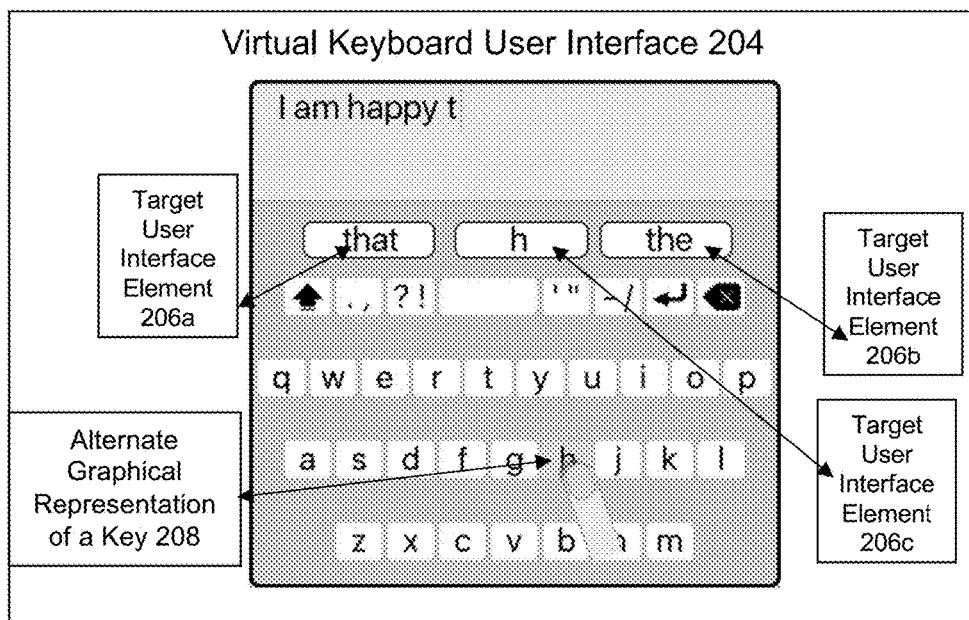 Virtual Keyboard User Interface 204
I am happy t
Target
User
Interface
Element
206a
that h the
. , ? ! ' " ~ /
Target
User
Interface
Element
206b
q w e r t y u i o p
Alternate
Graphical
Representation
of a Key 208
a s d f g h j k l
Target
User
Interface
Element
206c
z x c v b m